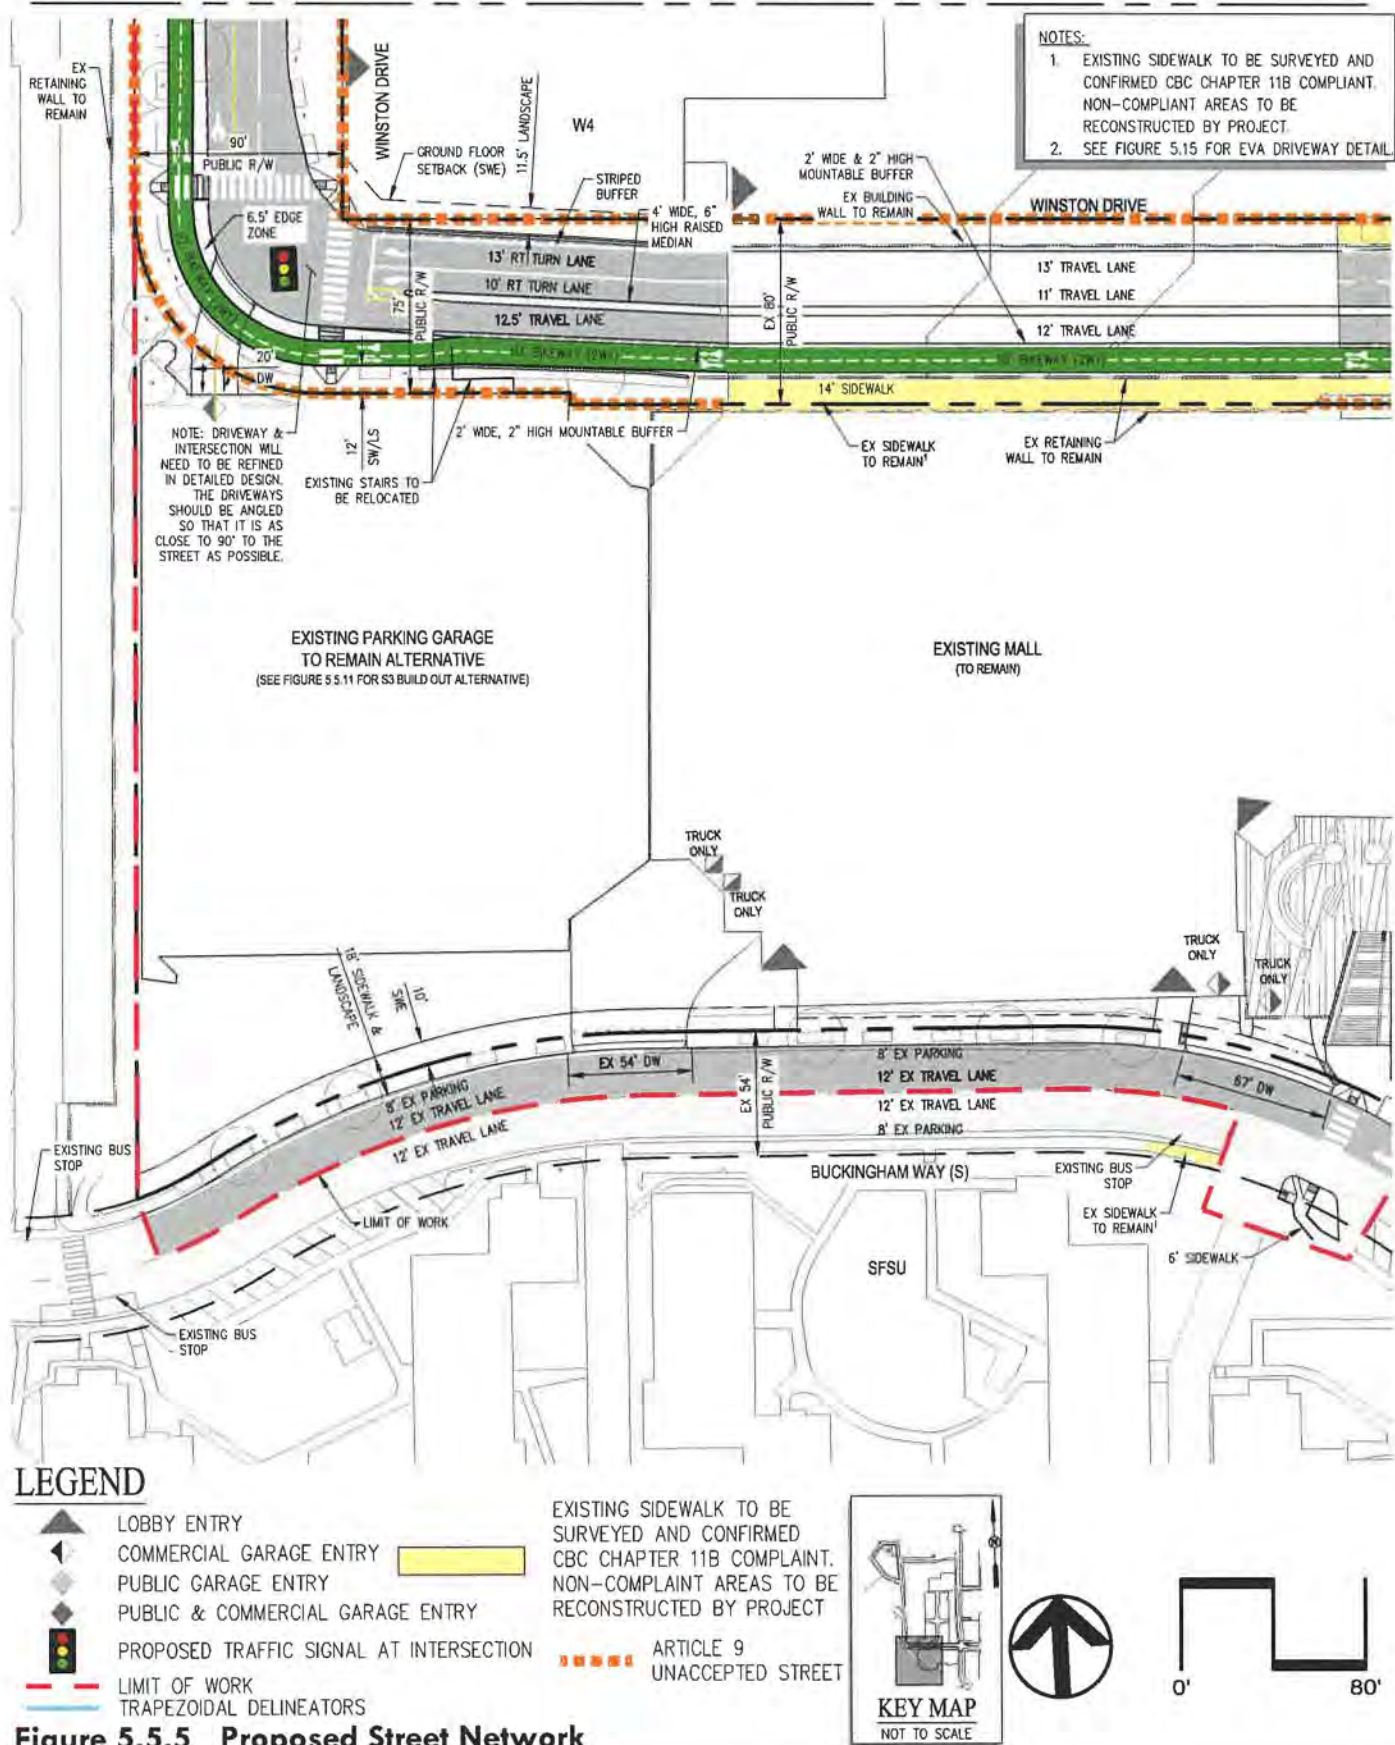 NOTES:
1. EXISTING SIDEWALK TO BE SURVEYED AND
CONFIRMED CBC CHAPTER 11B COMPLIANT.
NON-COMPLIANT AREAS TO BE
RECONSTRUCTED BY PROJECT.
2. SEE FIGURE 5.15 FOR EVA DRIVEWAY DETAIL
EX
RETAINING
WALL TO
REMAIN
90'
PUBLIC R/W
WINSTON DRIVE
GROUND FLOOR
SETBACK (SWE)
11.5' LANDSCAPE
W4
STRIPED
BUFFER
4' WIDE, 6"
HIGH RAISED
MEDIAN
2' WIDE & 2" HIGH
MOUNTABLE BUFFER
EX BUILDING
WALL TO REMAIN
WINSTON DRIVE
6.5' EDGE
ZONE
13' RT TURN LANE
10' RT TURN LANE
12.5' TRAVEL LANE
75'
PUBLIC R/W
EX 80'
PUBLIC R/W
13' TRAVEL LANE
11' TRAVEL LANE
12' TRAVEL LANE
BIKEWAY (2WY)
BIKEWAY (2WY)
BIKEWAY (2WY)
20'
DW
14' SIDEWALK
12'
SW/LS
2' WIDE, 2" HIGH MOUNTABLE BUFFER
EX SIDEWALK
TO REMAIN¹
EX RETAINING
WALL TO REMAIN
NOTE: DRIVEWAY &
INTERSECTION WILL
NEED TO BE REFINED
IN DETAILED DESIGN.
THE DRIVEWAYS
SHOULD BE ANGLED
SO THAT IT IS AS
CLOSE TO 90° TO THE
STREET AS POSSIBLE.
EXISTING STAIRS TO
BE RELOCATED
EXISTING PARKING GARAGE
TO REMAIN ALTERNATIVE
(SEE FIGURE 5.5.11 FOR S3 BUILD OUT ALTERNATIVE)
EXISTING MALL
(TO REMAIN)
TRUCK
ONLY
TRUCK
ONLY
TRUCK
ONLY
TRUCK
ONLY
18' SIDEWALK &
LANDSCAPE
10'
SWE
8' EX PARKING
12' EX TRAVEL LANE
12' EX TRAVEL LANE
EX 54' DW
EX 54'
PUBLIC R/W
8' EX PARKING
12' EX TRAVEL LANE
12' EX TRAVEL LANE
8' EX PARKING
67' DW
EXISTING BUS
STOP
LIMIT OF WORK
BUCKINGHAM WAY (S)
EXISTING BUS
STOP
EX SIDEWALK
TO REMAIN¹
6' SIDEWALK
SFSU
EXISTING BUS
STOP
LEGEND
LOBBY ENTRY
COMMERCIAL GARAGE ENTRY
PUBLIC GARAGE ENTRY
PUBLIC & COMMERCIAL GARAGE ENTRY
PROPOSED TRAFFIC SIGNAL AT INTERSECTION
LIMIT OF WORK
TRAPEZOIDAL DELINEATORS
EXISTING SIDEWALK TO BE
SURVEYED AND CONFIRMED
CBC CHAPTER 11B COMPLAINT.
NON-COMPLAINT AREAS TO BE
RECONSTRUCTED BY PROJECT
ARTICLE 9
UNACCEPTED STREET
KEY MAP
NOT TO SCALE
0'
80'
Figure 5.5.5 Proposed Street Network